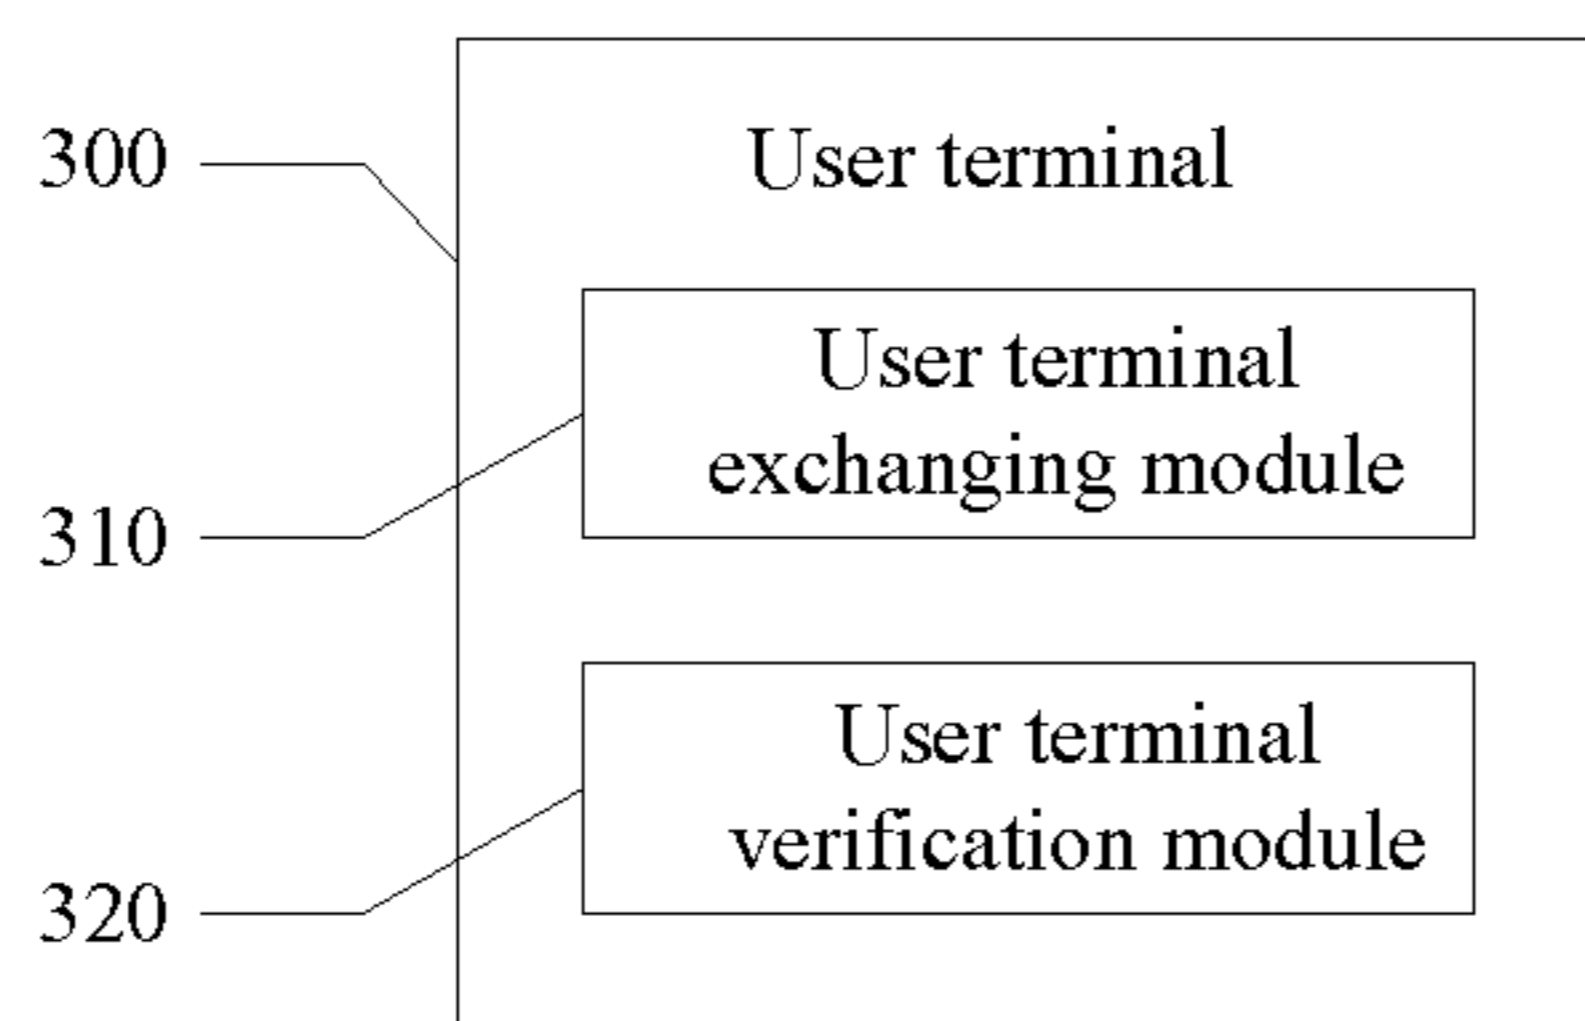 300
User terminal
310
User terminal
exchanging module
320
User terminal
verification module